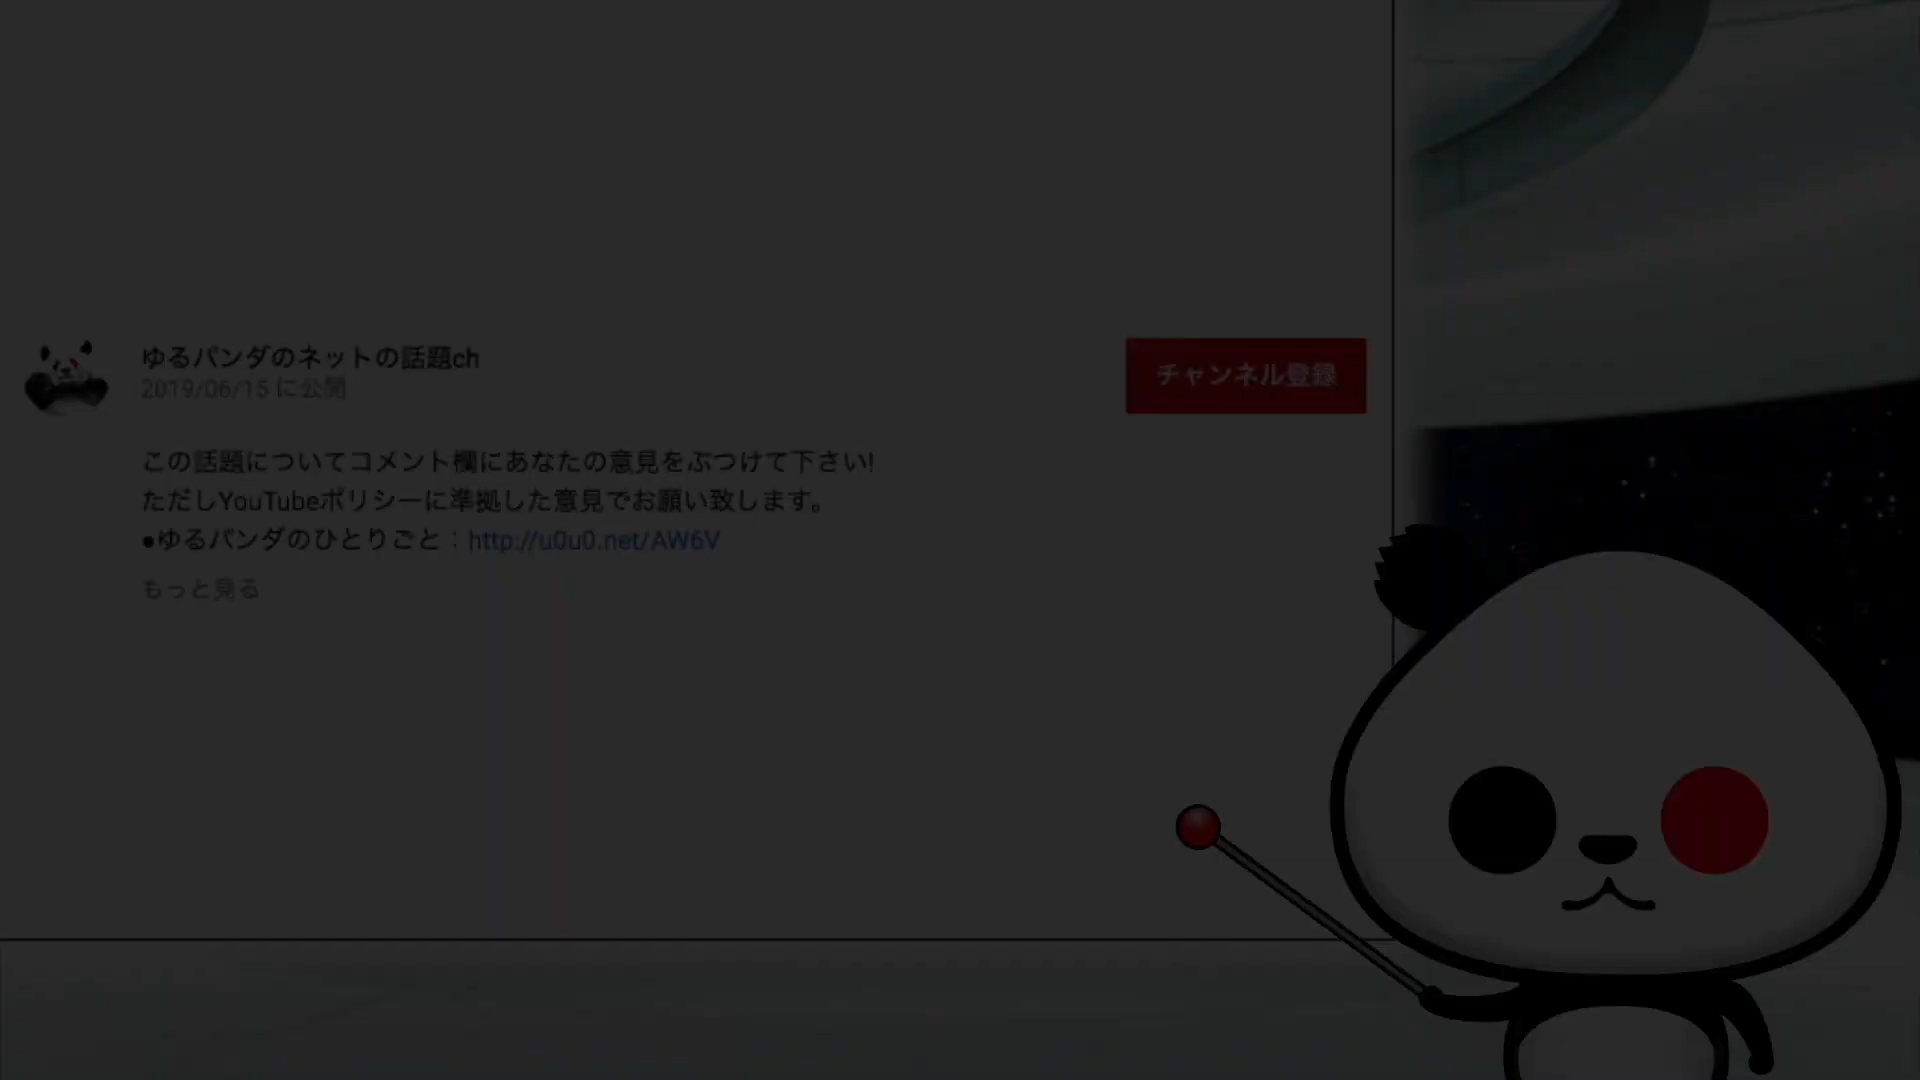 ゆるパンダのネットの話題ch
2019/06/15 に公開
チャンネル登録
この話題についてコメント欄にあなたの意見をぶつけて下さい!
ただしYouTubeポリシーに準拠した意見でお願い致します。
●ゆるパンダのひとりごと：http://u0u0.net/AW6V
もっと見る